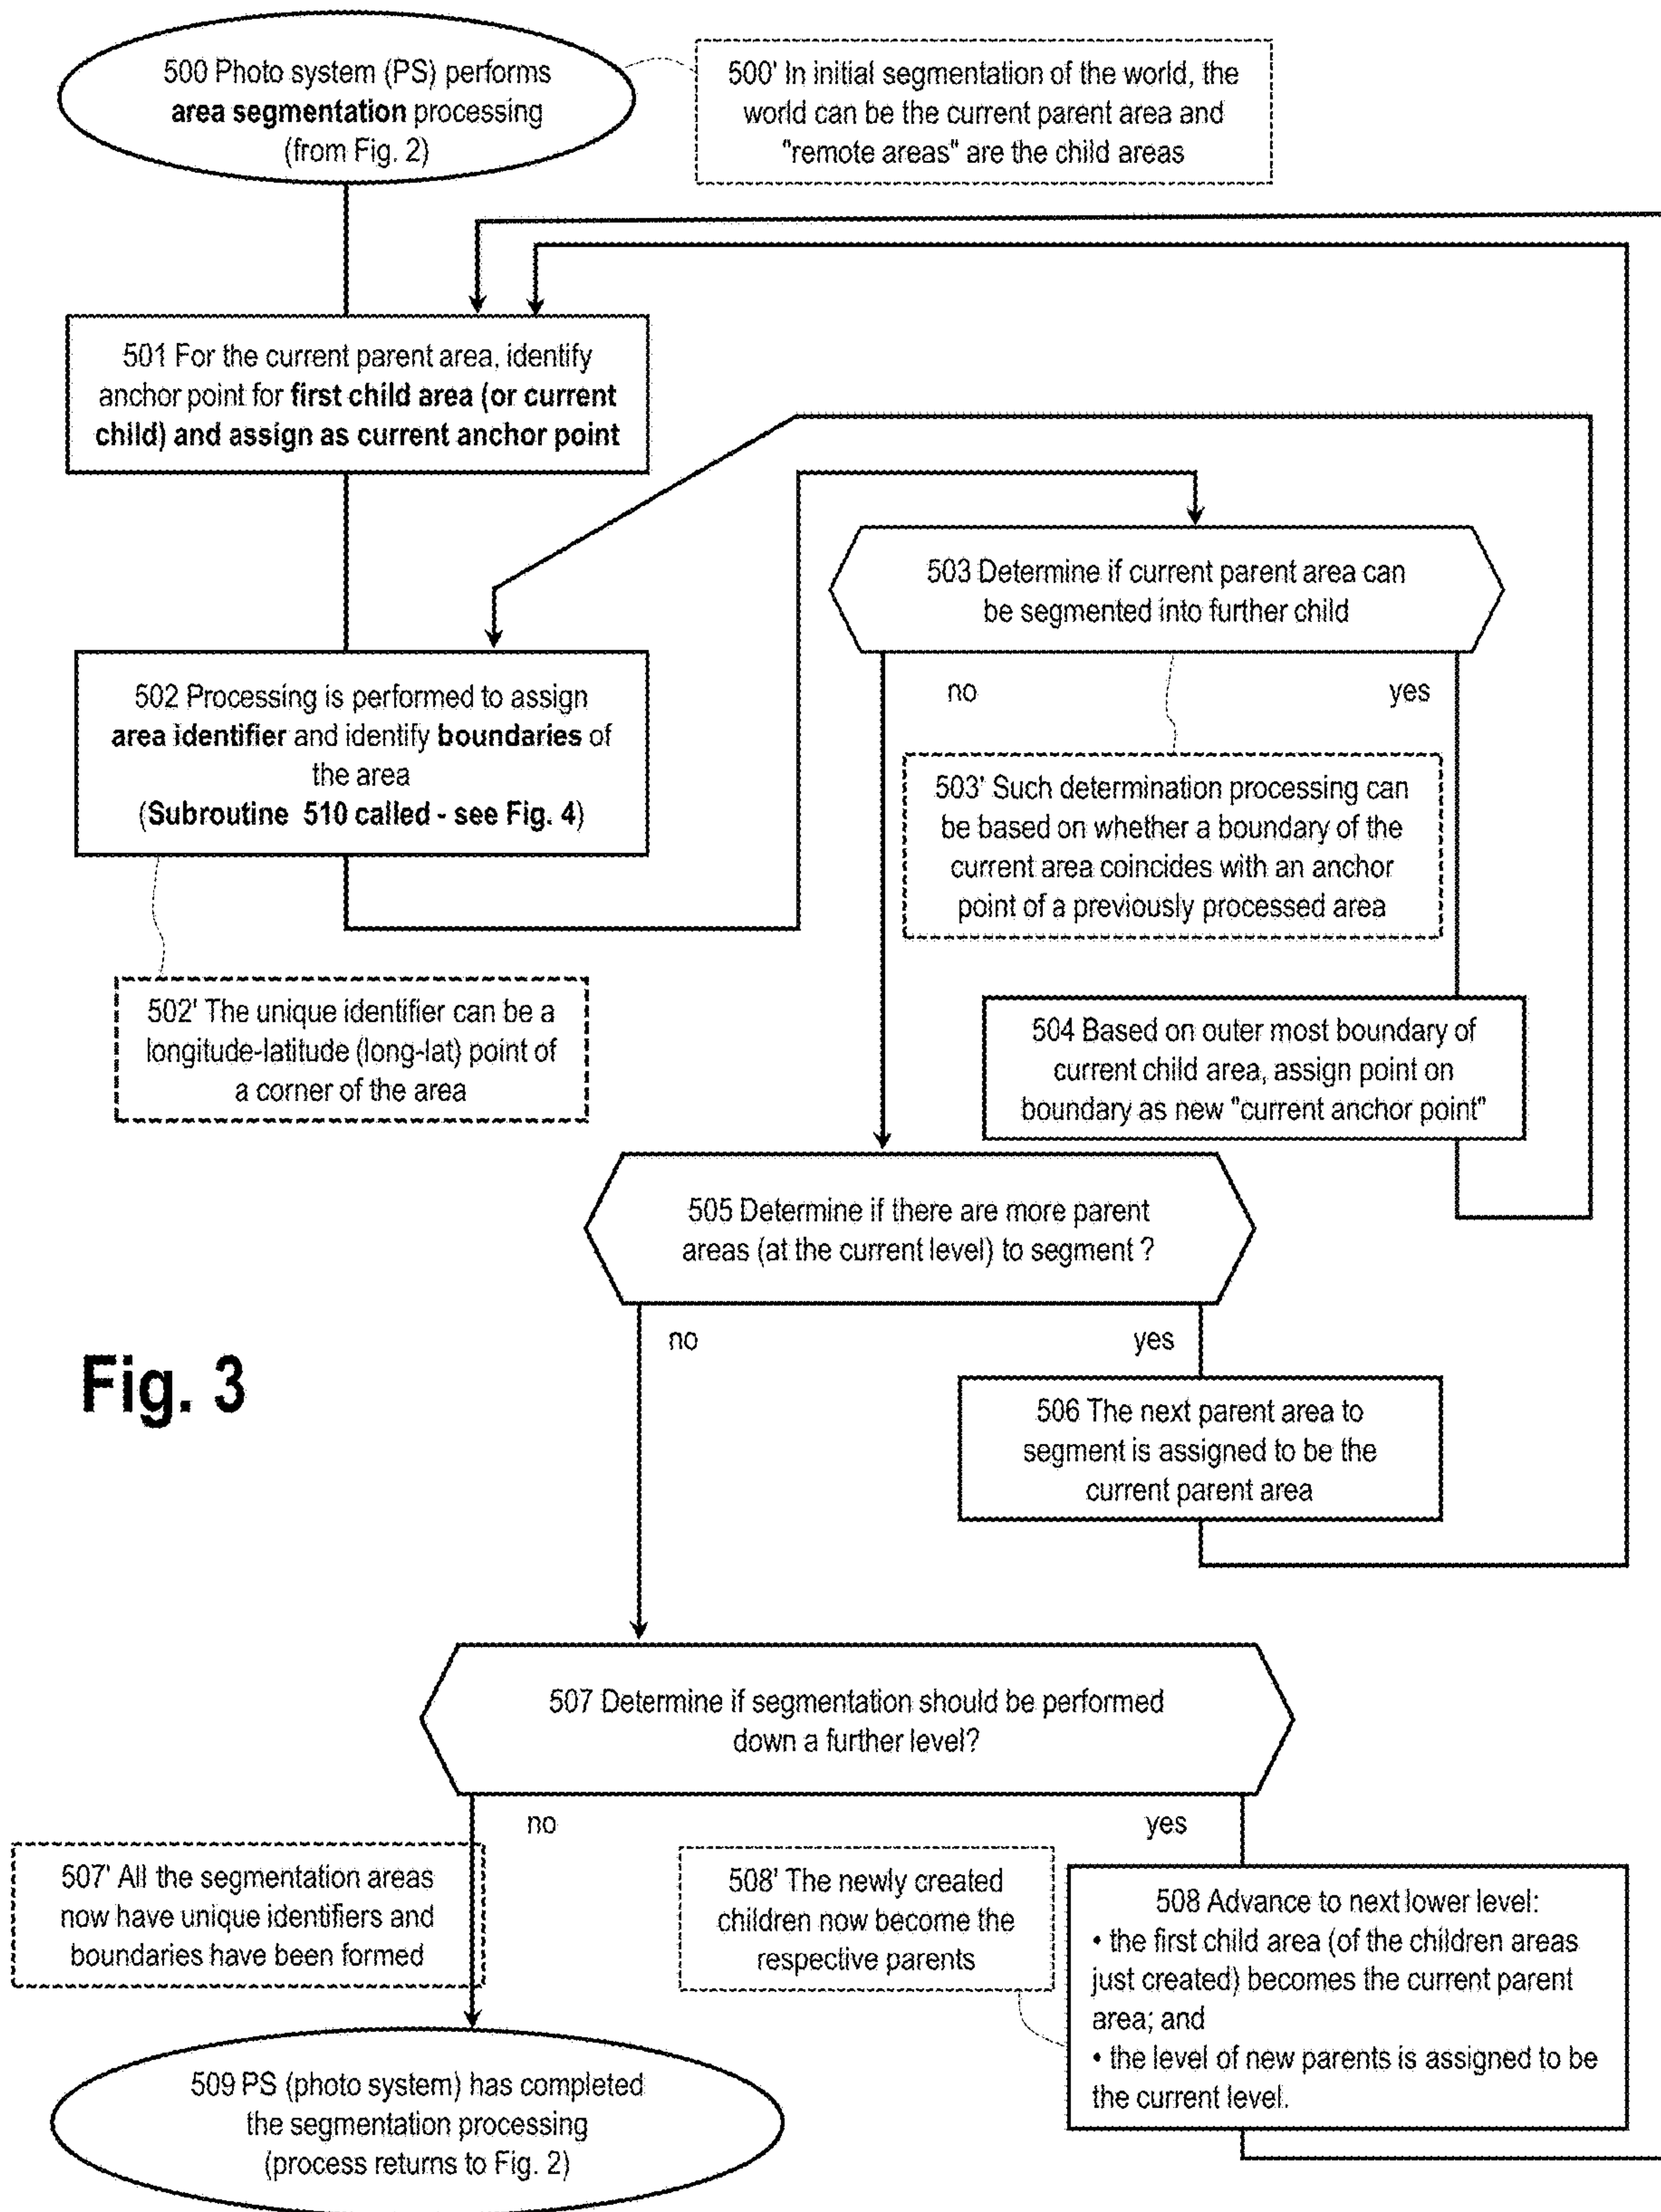 500 Photo system (PS) performs
area segmentation processing
(from Fig. 2)
500' In initial segmentation of the world, the
world can be the current parent area and
"remote areas" are the child areas
501 For the current parent area, identify
anchor point for first child area (or current
child) and assign as current anchor point
503 Determine if current parent area can
be segmented into further child
no
yes
502 Processing is performed to assign
area identifier and identify boundaries of
the area
(Subroutine 510 called - see Fig. 4)
503' Such determination processing can
be based on whether a boundary of the
current area coincides with an anchor
point of a previously processed area
502' The unique identifier can be a
longitude-latitude (long-lat) point of
a corner of the area
504 Based on outer most boundary of
current child area, assign point on
boundary as new "current anchor point"
505 Determine if there are more parent
areas (at the current level) to segment ?
no
yes
Fig. 3
506 The next parent area to
segment is assigned to be the
current parent area
507 Determine if segmentation should be performed
down a further level?
no
yes
507' All the segmentation areas
now have unique identifiers and
boundaries have been formed
508' The newly created
children now become the
respective parents
508 Advance to next lower level:
• the first child area (of the children areas
just created) becomes the current parent
area; and
• the level of new parents is assigned to be
the current level.
509 PS (photo system) has completed
the segmentation processing
(process returns to Fig. 2)